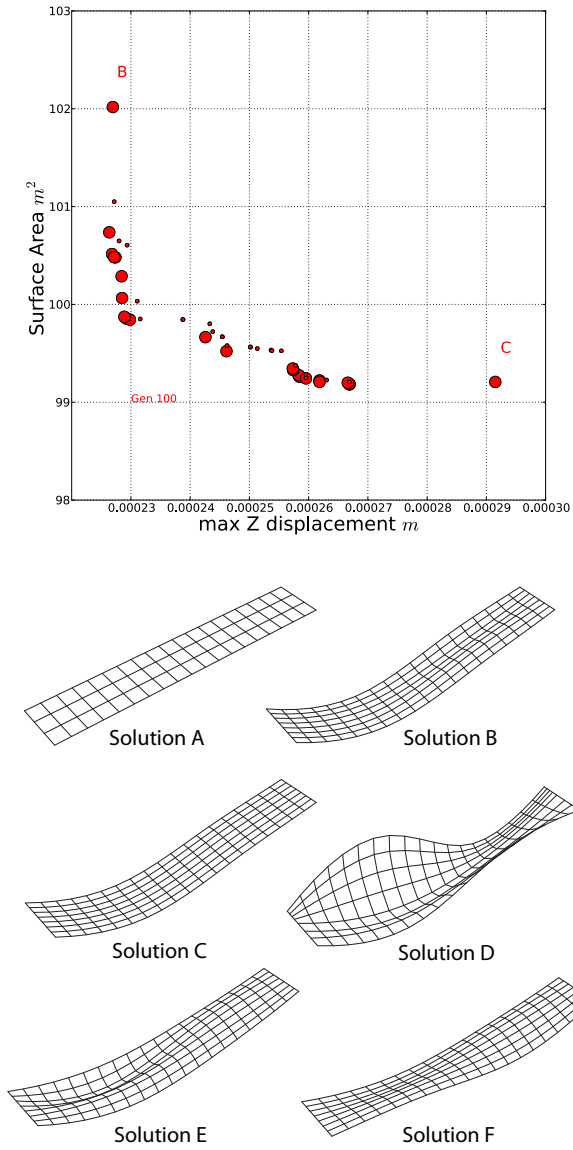 103
B
102
101
Surface Area m²
100
C
99
Gen 100
98
0.00023 0.00024 0.00025 0.00026 0.00027 0.00028 0.00029 0.00030
max Z displacement m
Solution A
Solution B
Solution C
Solution D
Solution E
Solution F